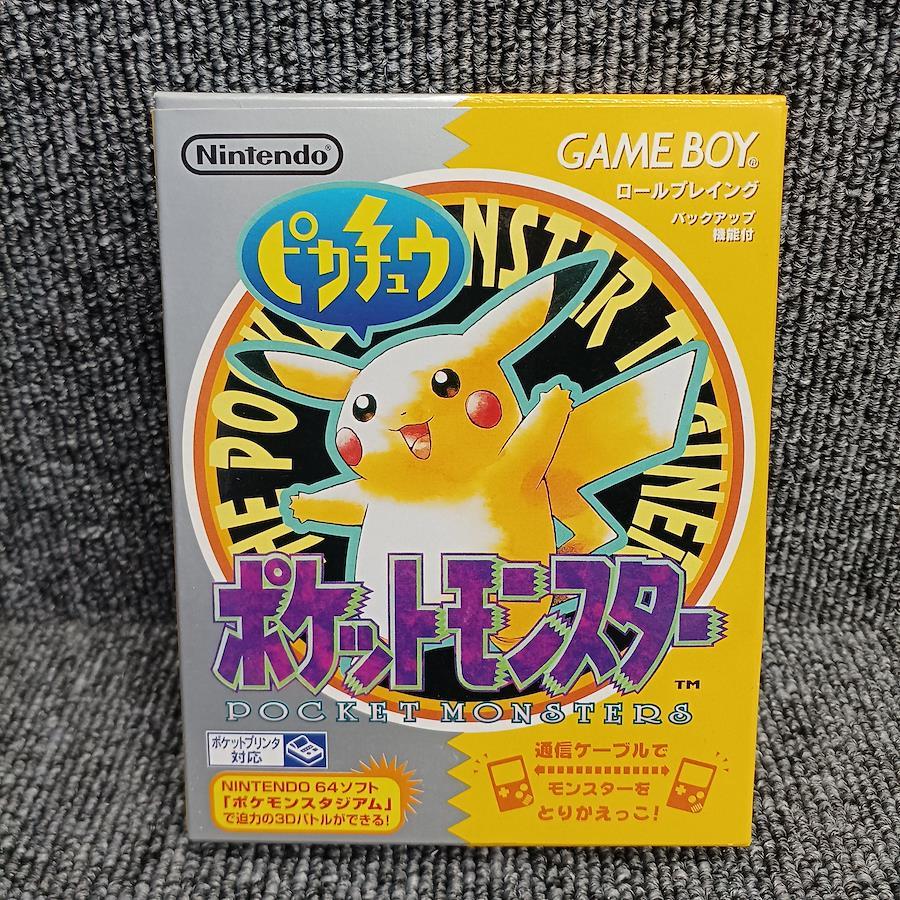 Nintendo®
GAME BOY®
ロールプレイング
バックアップ
機能付
ピカチュウ
THE POCKET MONSTER TRAINER
ポケットモンスター
TM
POCKET MONSTERS
ポケットプリンタ
対応
NINTENDO 64ソフト
「ポケモンスタジアム」
で迫力の3Dバトルができる!
通信ケーブルで
モンスターを
とりかえっこ!